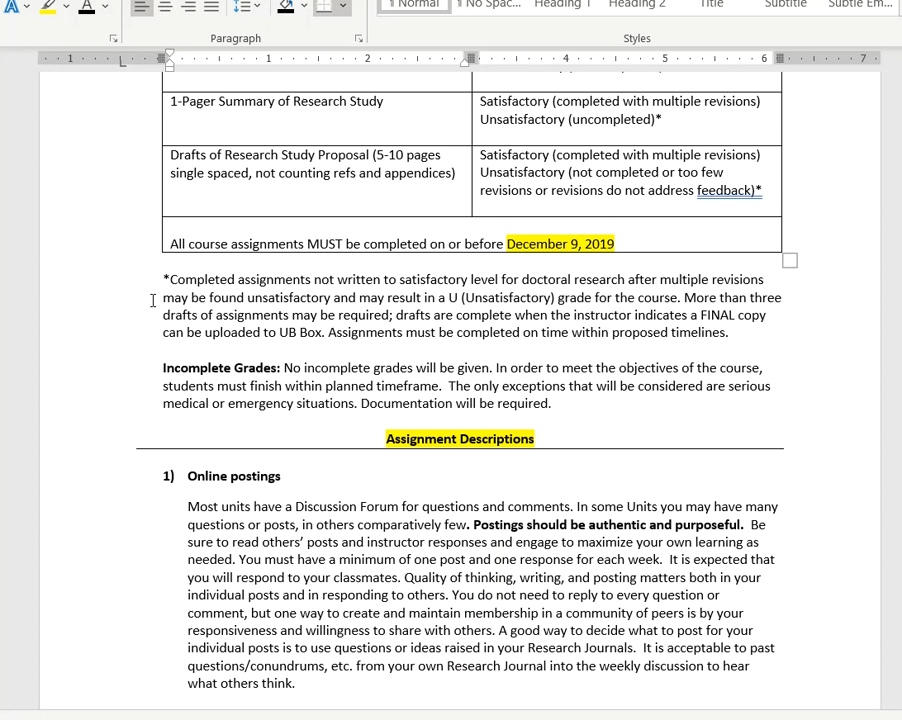 ¶ Normal ¶ No Spac... Heading 1 Heading 2 Title Subtitle Subtle Em...
Paragraph Styles
1 1 2 4 5 6 7
1-Pager Summary of Research Study
Satisfactory (completed with multiple revisions)
Unsatisfactory (uncompleted)*
Drafts of Research Study Proposal (5-10 pages
single spaced, not counting refs and appendices)
Satisfactory (completed with multiple revisions)
Unsatisfactory (not completed or too few
revisions or revisions do not address feedback)*
All course assignments MUST be completed on or before December 9, 2019
*Completed assignments not written to satisfactory level for doctoral research after multiple revisions
may be found unsatisfactory and may result in a U (Unsatisfactory) grade for the course. More than three
drafts of assignments may be required; drafts are complete when the instructor indicates a FINAL copy
can be uploaded to UB Box. Assignments must be completed on time within proposed timelines.
Incomplete Grades: No incomplete grades will be given. In order to meet the objectives of the course,
students must finish within planned timeframe.  The only exceptions that will be considered are serious
medical or emergency situations. Documentation will be required.
Assignment Descriptions
1) Online postings
Most units have a Discussion Forum for questions and comments. In some Units you may have many
questions or posts, in others comparatively few. Postings should be authentic and purposeful.  Be
sure to read others' posts and instructor responses and engage to maximize your own learning as
needed. You must have a minimum of one post and one response for each week.  It is expected that
you will respond to your classmates. Quality of thinking, writing, and posting matters both in your
individual posts and in responding to others. You do not need to reply to every question or
comment, but one way to create and maintain membership in a community of peers is by your
responsiveness and willingness to share with others. A good way to decide what to post for your
individual posts is to use questions or ideas raised in your Research Journals.  It is acceptable to past
questions/conundrums, etc. from your own Research Journal into the weekly discussion to hear
what others think.